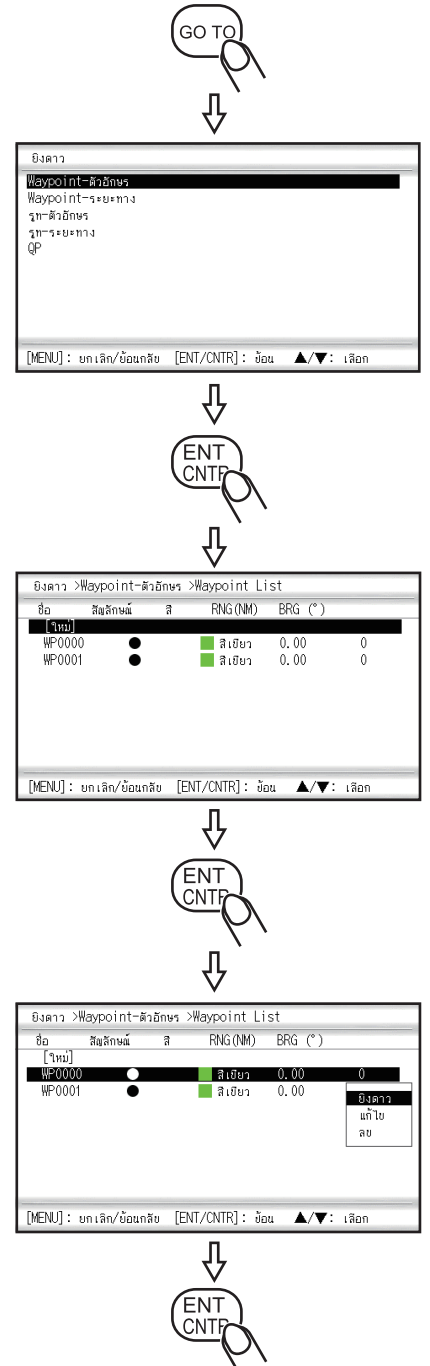 GO TO
ยิงดาว
Waypoint-ตัวอักษร
Waypoint-ระยะทาง
รูท-ตัวอักษร
รูท-ระยะทาง
QP
[MENU]: ยกเลิก/ย้อนกลับ [ENT/CNTR]: ย้อน ▲/▼: เลือก
ENT
CNTR
ยิงดาว >Waypoint-ตัวอักษร >Waypoint List
ชื่อ สัญลักษณ์ สี RNG(NM) BRG (°)
[ใหม่]
WP0000 ● สีเขียว 0.00 0
WP0001 ● สีเขียว 0.00 0
[MENU]: ยกเลิก/ย้อนกลับ [ENT/CNTR]: ย้อน ▲/▼: เลือก
ENT
CNTR
ยิงดาว >Waypoint-ตัวอักษร >Waypoint List
ชื่อ สัญลักษณ์ สี RNG(NM) BRG (°)
[ใหม่]
WP0000 ● สีเขียว 0.00 0
WP0001 ● สีเขียว 0.00
ยิงดาว
แก้ไข
ลบ
[MENU]: ยกเลิก/ย้อนกลับ [ENT/CNTR]: ย้อน ▲/▼: เลือก
ENT
CNTR